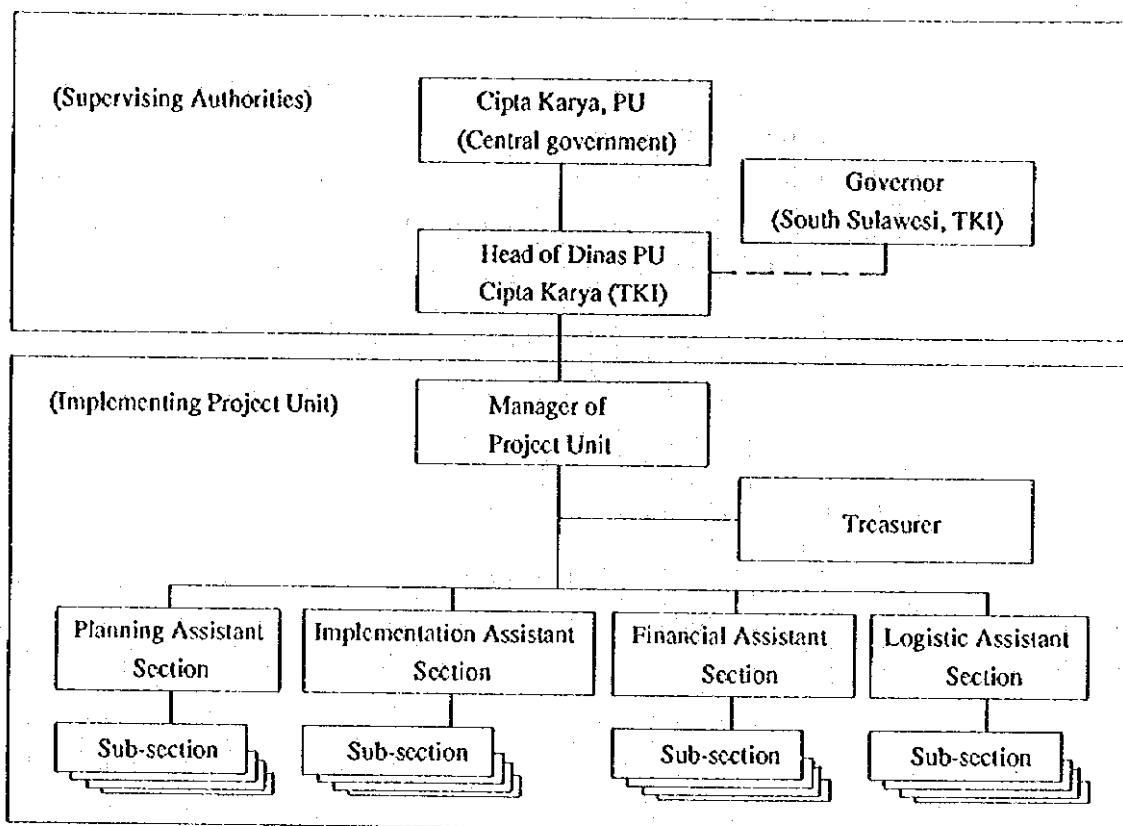 (Supervising Authorities)
Cipta Karya, PU
(Central government)
Governor
(South Sulawesi, TKI)
Head of Dinas PU
Cipta Karya (TKI)
(Implementing Project Unit)
Manager of
Project Unit
Treasurer
Planning Assistant
Section
Implementation Assistant
Section
Financial Assistant
Section
Logistic Assistant
Section
Sub-section
Sub-section
Sub-section
Sub-section